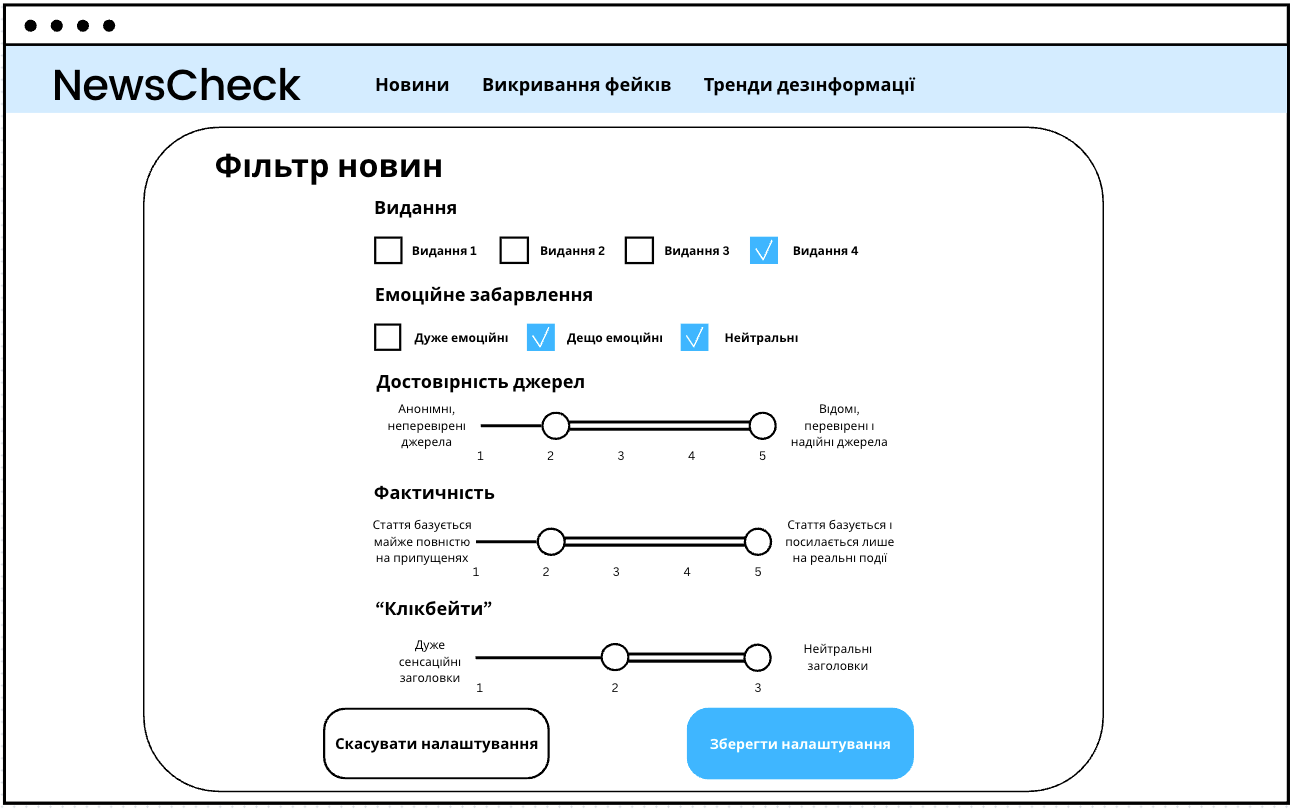 NewsCheck
Новини Викривання фейків Тренди дезінформації
Фільтр новин
Видання
Видання 1 Видання 2 Видання 3 Видання 4
Емоційне забарвлення
Дуже емоційні Дещо емоційні Нейтральні
Достовірність джерел
Анонімні,
неперевірені
джерела
Відомі,
перевірені і
надійні джерела
1 2 3 4 5
Фактичність
Стаття базується
майже повністю
на припущенях
Стаття базується і
посилається лише
на реальні події
1 2 3 4 5
“Клікбейти”
Дуже
сенсаційні
заголовки
Нейтральні
заголовки
1 2 3
Скасувати налаштування Зберегти налаштування